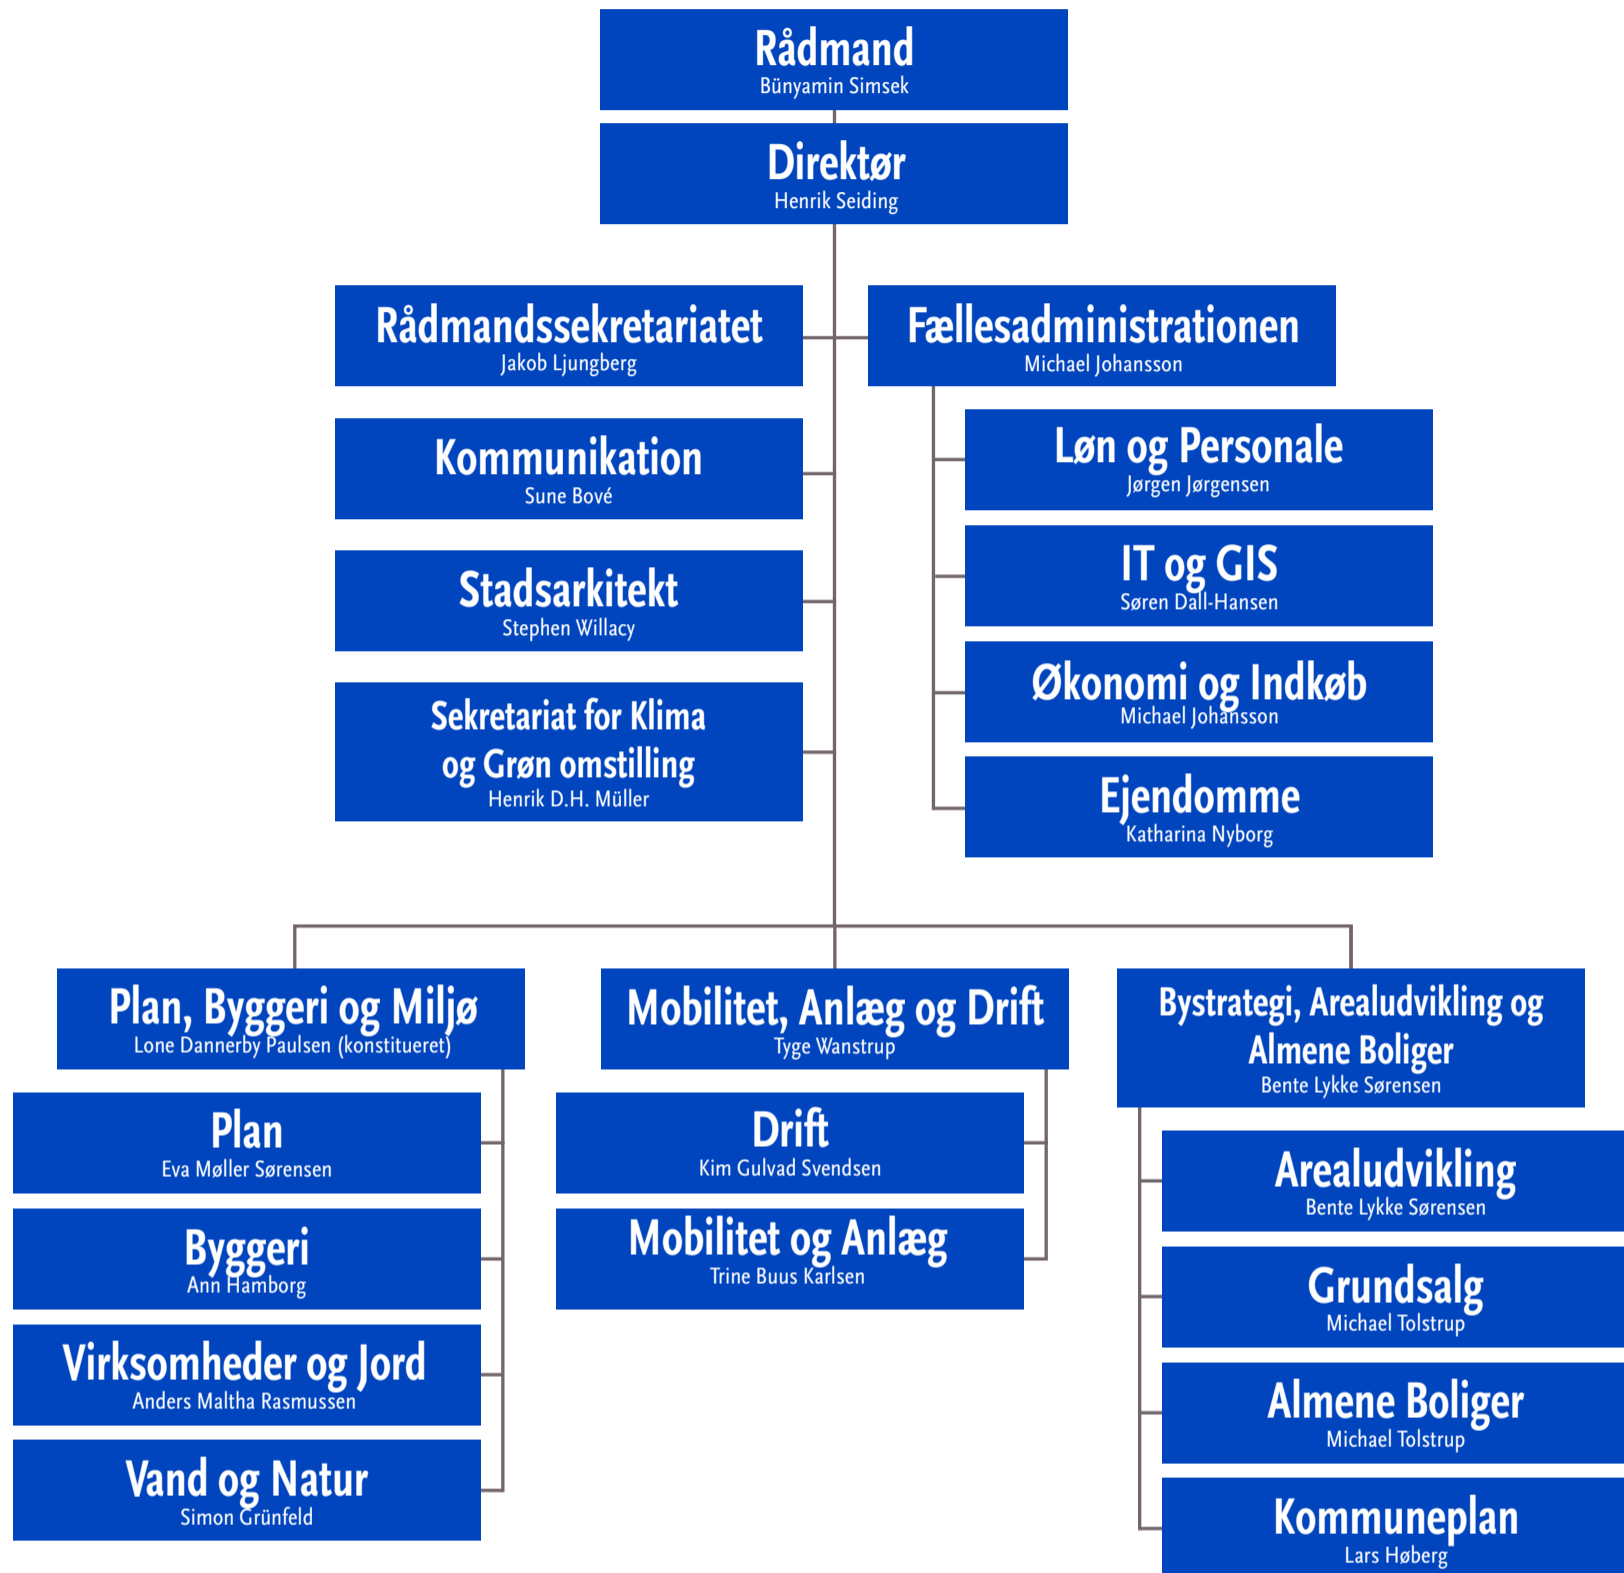 Rådmand
Bünyamin Simsek
Direktør
Henrik Seiding
Rådmandssekretariatet
Jakob Ljungberg
Kommunikation
Sune Bové
Stadsarkitekt
Stephen Willacy
Sekretariat for Klima
og Grøn omstilling
Henrik D.H. Müller
Fællesadministrationen
Michael Johansson
Løn og Personale
Jørgen Jørgensen
IT og GIS
Søren Dall-Hansen
Økonomi og Indkøb
Michael Johansson
Ejendomme
Katharina Nyborg
Plan, Byggeri og Miljø
Lone Dannerby Paulsen (konstitueret)
Plan
Eva Møller Sørensen
Byggeri
Ann Hamborg
Virksomheder og Jord
Anders Maltha Rasmussen
Vand og Natur
Simon Grünfeld
Mobilitet, Anlæg og Drift
Tyge Wanstrup
Drift
Kim Gulvad Svendsen
Mobilitet og Anlæg
Trine Buus Karlsen
Bystrategi, Arealudvikling og
Almene Boliger
Bente Lykke Sørensen
Arealudvikling
Bente Lykke Sørensen
Grundsalg
Michael Tolstrup
Almene Boliger
Michael Tolstrup
Kommuneplan
Lars Høberg